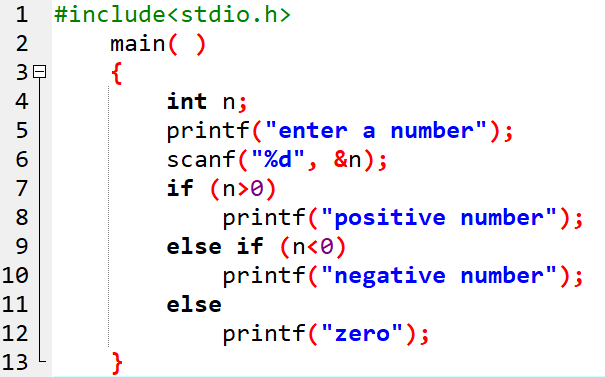 1 #include<stdio.h>
2 main( )
3 {
4 int n;
5 printf("enter a number");
6 scanf("%d", &n);
7 if (n>0)
8 printf("positive number");
9 else if (n<0)
10 printf("negative number");
11 else
12 printf("zero");
13 }